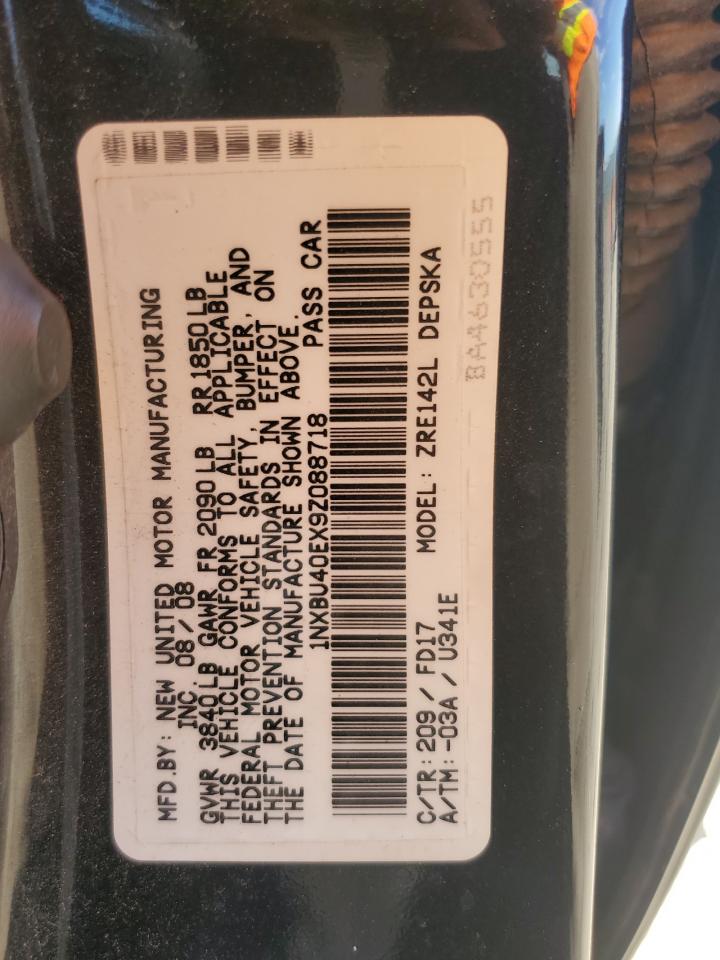 MFD.BY: NEW UNITED MOTOR MANUFACTURING
INC. 08/08
GVWR 3840LB GAWR FR 2090LB RR 1850LB
THIS VEHICLE CONFORMS TO ALL APPLICABLE
FEDERAL MOTOR VEHICLE SAFETY, BUMPER, AND
THEFT PREVENTION STANDARDS IN EFFECT ON
THE DATE OF MANUFACTURE SHOWN ABOVE.
1NXBU40EX9Z088718 PASS CAR
C/TR: 209 / FD17 MODEL: ZRE142L DEPSKA
A/TM: -03A / U341E
BA4630555